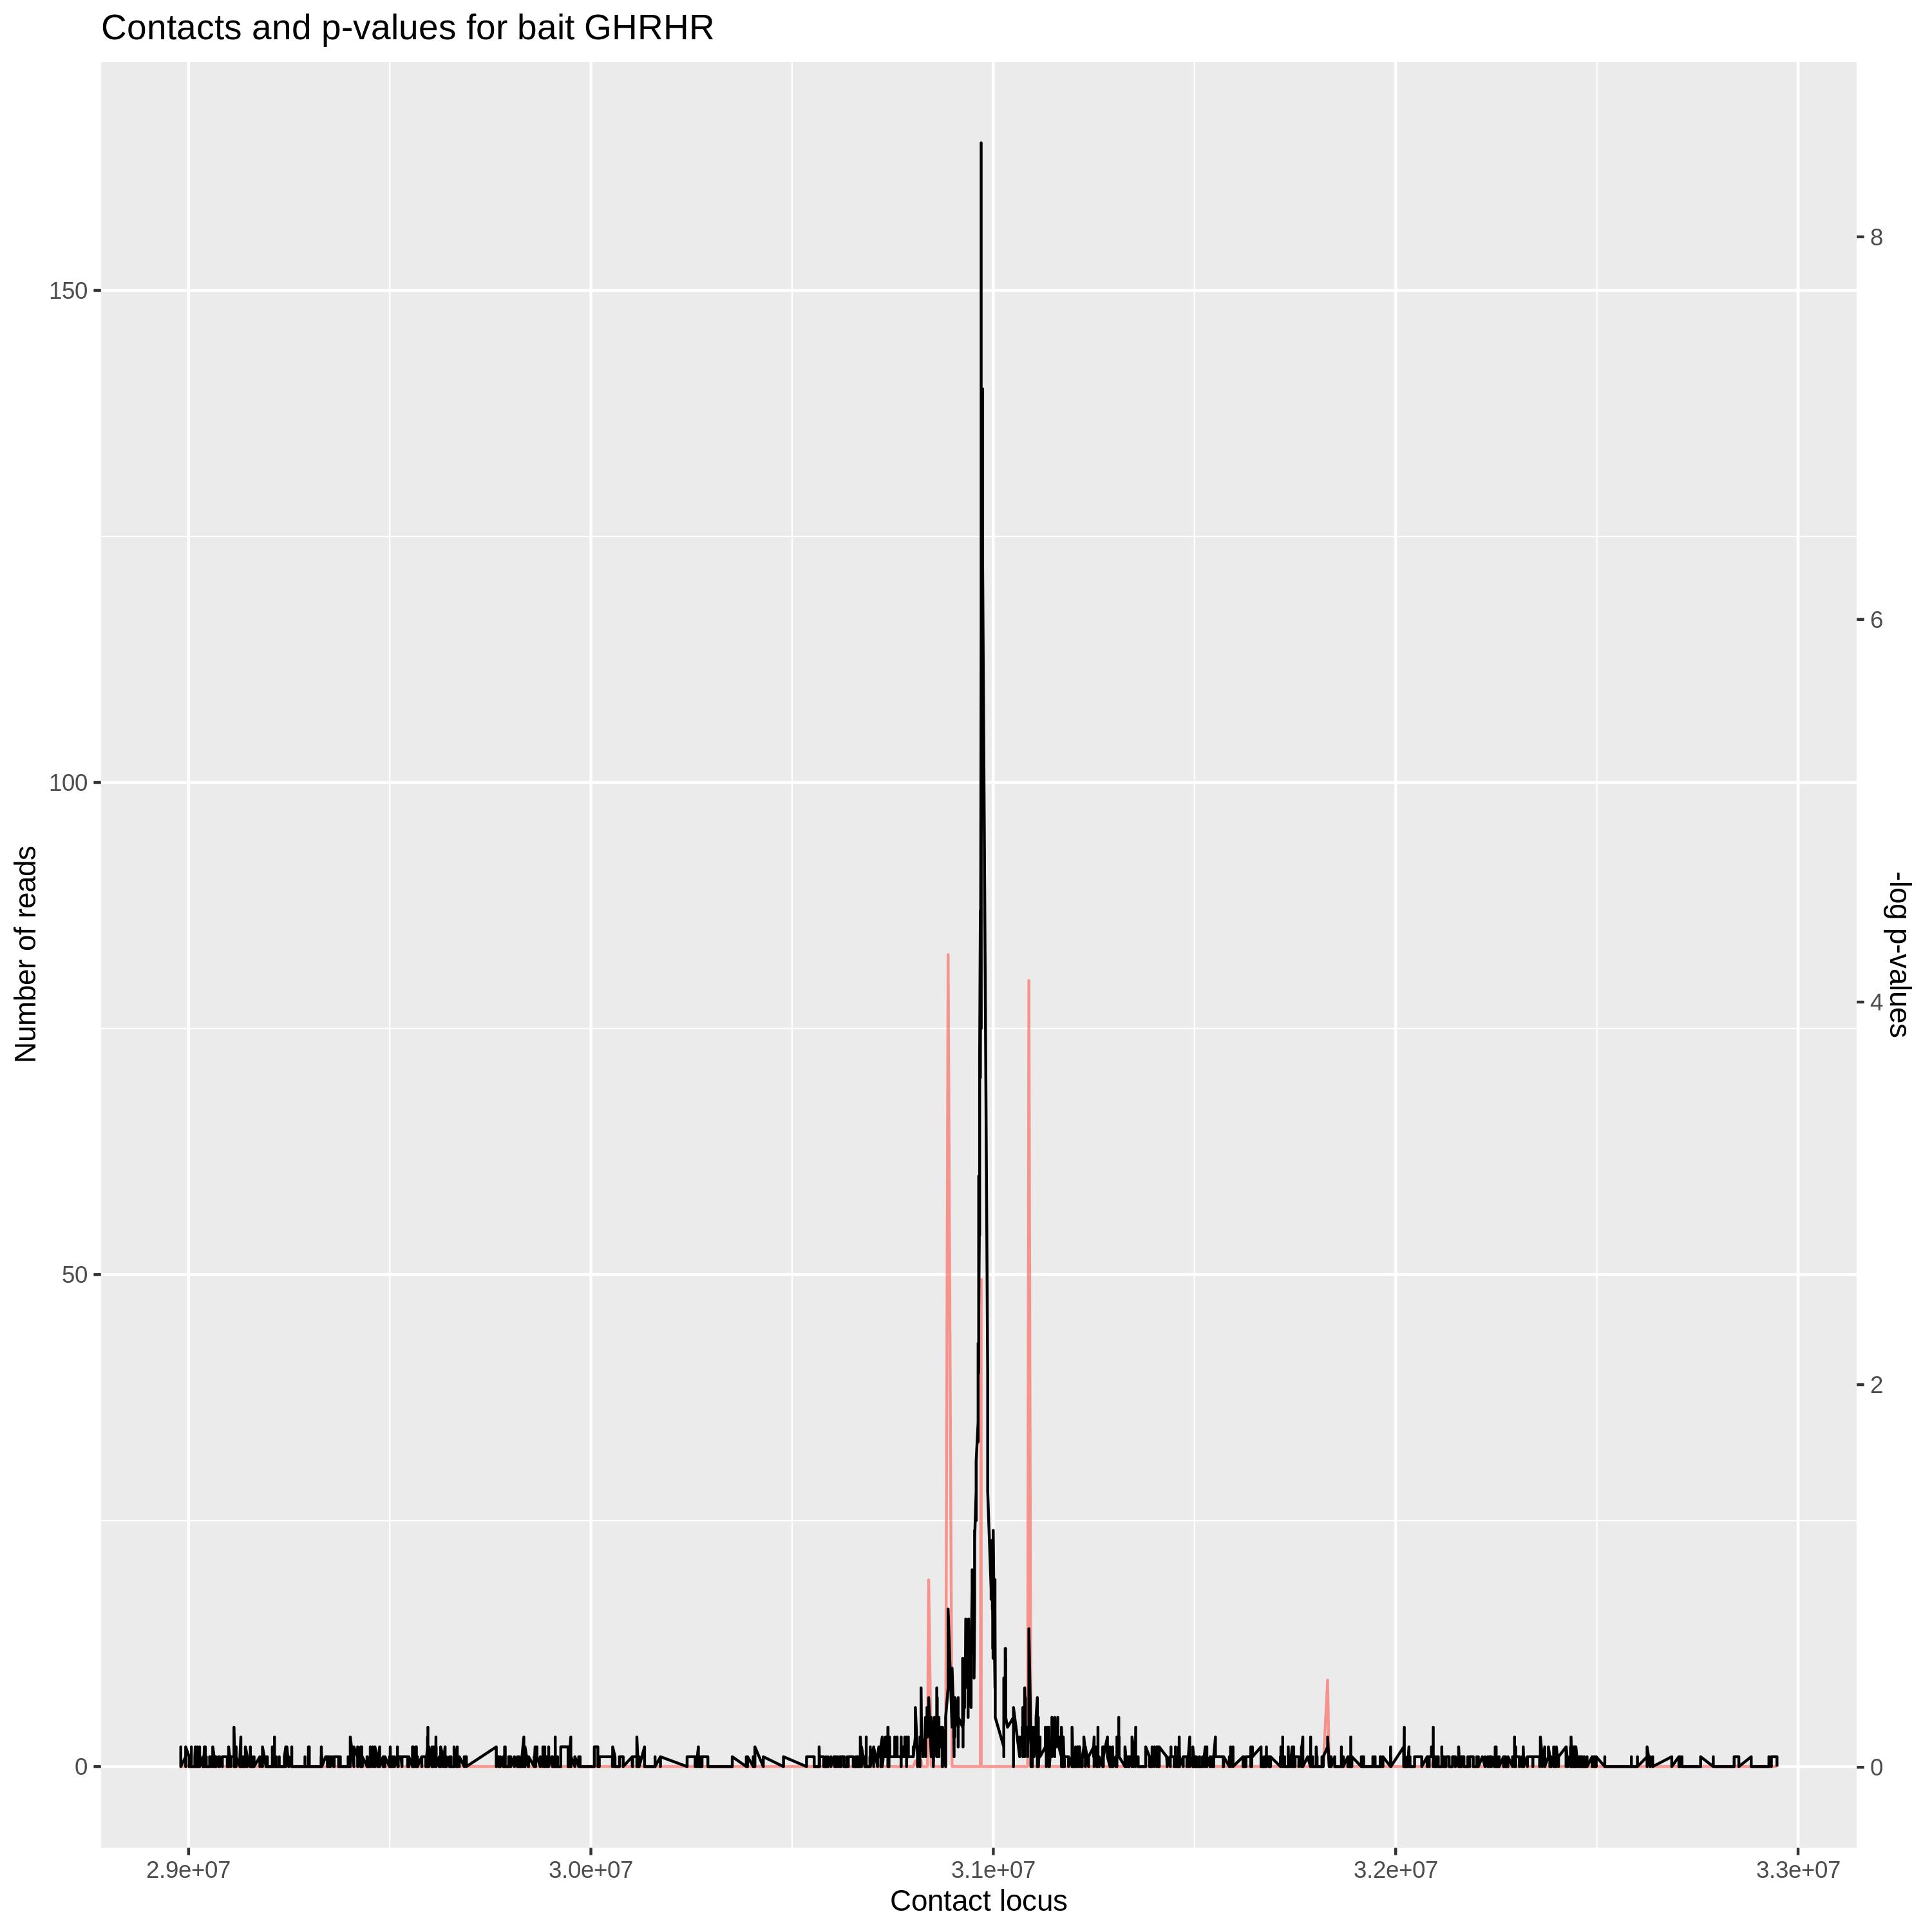 Contacts and p-values for bait GHRHR
150
100
50
0
Number of reads
8
6
4
2
0
-log p-values
2.9e+07
3.0e+07
3.1e+07
3.2e+07
3.3e+07
Contact locus